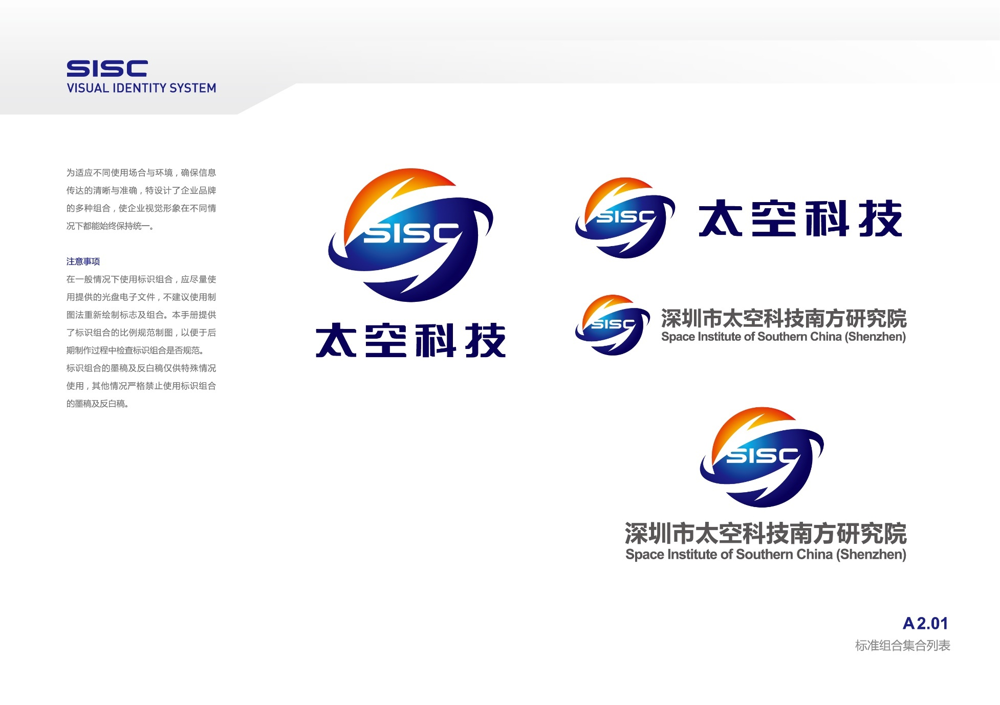 SISC
VISUAL IDENTITY SYSTEM
为适应不同使用场合与环境，确保信息
传达的清晰与准确，特设计了企业品牌
的多种组合，使企业视觉形象在不同情
况下都能始终保持统一。
注意事项
在一般情况下使用标识组合，应尽量使
用提供的光盘电子文件，不建议使用制
图法重新绘制标志及组合。本手册提供
了标识组合的比例规范制图，以便于后
期制作过程中检查标识组合是否规范。
标识组合的墨稿及反白稿仅供特殊情况
使用，其他情况严格禁止使用标识组合
的墨稿及反白稿。
SISC
太空科技
SISC
太空科技
SISC
深圳市太空科技南方研究院
Space Institute of Southern China (Shenzhen)
SISC
深圳市太空科技南方研究院
Space Institute of Southern China (Shenzhen)
A 2.01
标准组合集合列表